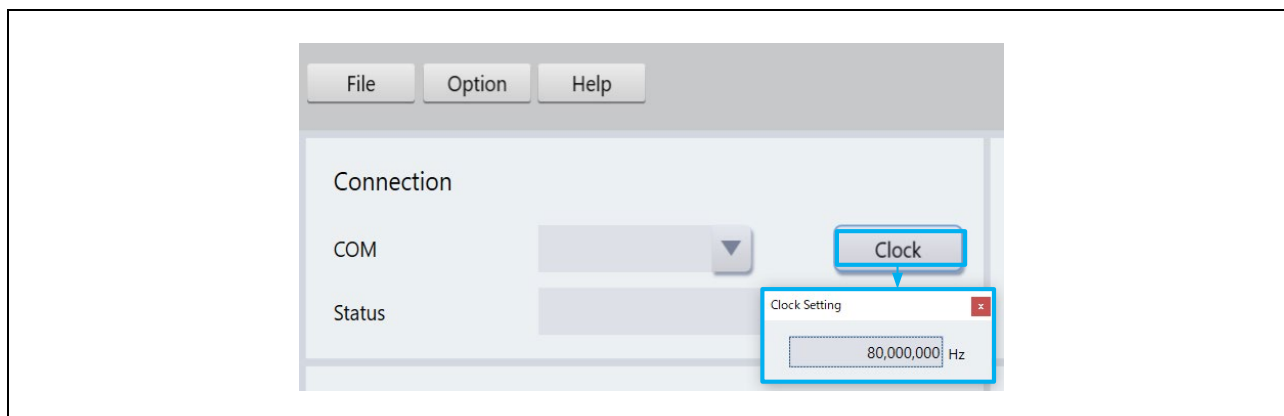 File Option Help
Connection
COM
Clock
Status
Clock Setting
x
80,000,000 Hz